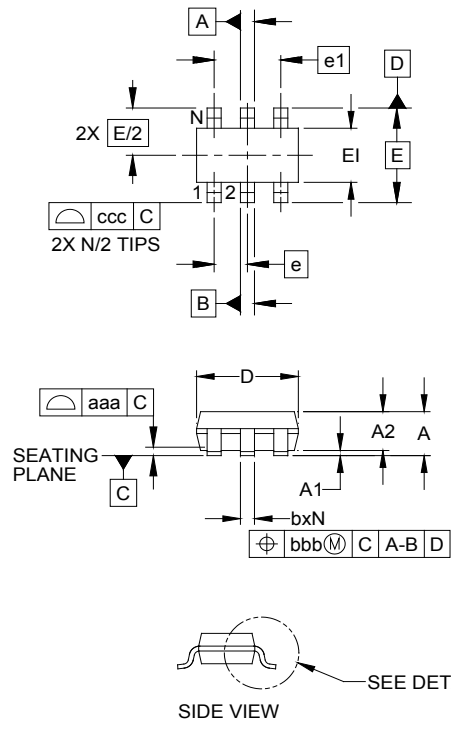 A
e1
D
N
2X E/2
EI
E
1 2
ccc C
2X N/2 TIPS
e
B
D
aaa C
A2 A
SEATING
PLANE
C
A1
bxN
bbbⓂ C A-B D
SEE DET
SIDE VIEW